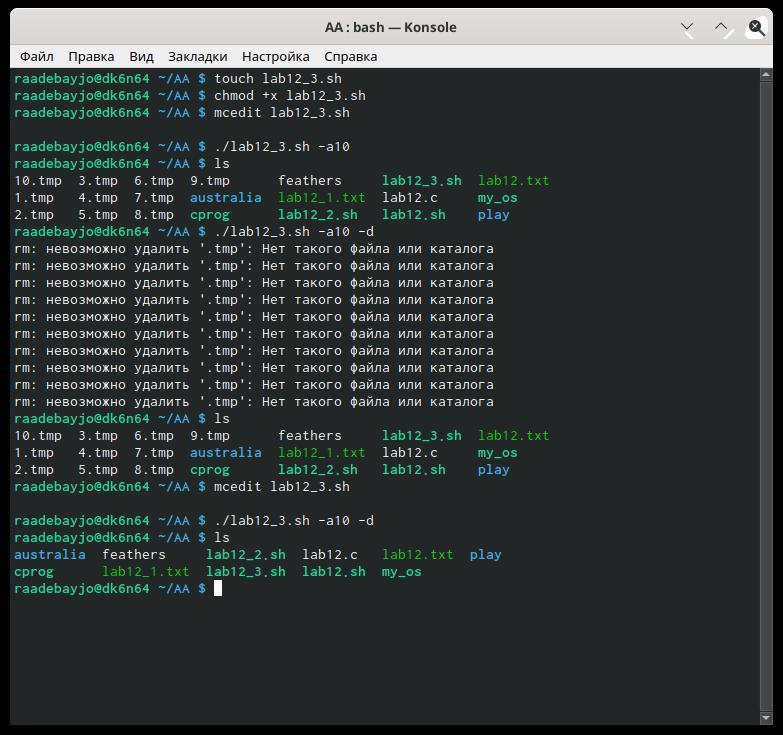 AA : bash — Konsole
Файл Правка Вид Закладки Настройка Справка
raadebayjo@dk6n64 ~/AA $ touch lab12_3.sh
raadebayjo@dk6n64 ~/AA $ chmod +x lab12_3.sh
raadebayjo@dk6n64 ~/AA $ mcedit lab12_3.sh
raadebayjo@dk6n64 ~/AA $ ./lab12_3.sh -a10
raadebayjo@dk6n64 ~/AA $ ls
10.tmp 3.tmp 6.tmp 9.tmp feathers lab12_3.sh lab12.txt
1.tmp 4.tmp 7.tmp australia lab12_1.txt lab12.c my_os
2.tmp 5.tmp 8.tmp cprog lab12_2.sh lab12.sh play
raadebayjo@dk6n64 ~/AA $ ./lab12_3.sh -a10 -d
rm: невозможно удалить '.tmp': Нет такого файла или каталога
rm: невозможно удалить '.tmp': Нет такого файла или каталога
rm: невозможно удалить '.tmp': Нет такого файла или каталога
rm: невозможно удалить '.tmp': Нет такого файла или каталога
rm: невозможно удалить '.tmp': Нет такого файла или каталога
rm: невозможно удалить '.tmp': Нет такого файла или каталога
rm: невозможно удалить '.tmp': Нет такого файла или каталога
rm: невозможно удалить '.tmp': Нет такого файла или каталога
rm: невозможно удалить '.tmp': Нет такого файла или каталога
rm: невозможно удалить '.tmp': Нет такого файла или каталога
raadebayjo@dk6n64 ~/AA $ ls
10.tmp 3.tmp 6.tmp 9.tmp feathers lab12_3.sh lab12.txt
1.tmp 4.tmp 7.tmp australia lab12_1.txt lab12.c my_os
2.tmp 5.tmp 8.tmp cprog lab12_2.sh lab12.sh play
raadebayjo@dk6n64 ~/AA $ mcedit lab12_3.sh
raadebayjo@dk6n64 ~/AA $ ./lab12_3.sh -a10 -d
raadebayjo@dk6n64 ~/AA $ ls
australia feathers lab12_2.sh lab12.c lab12.txt play
cprog lab12_1.txt lab12_3.sh lab12.sh my_os
raadebayjo@dk6n64 ~/AA $